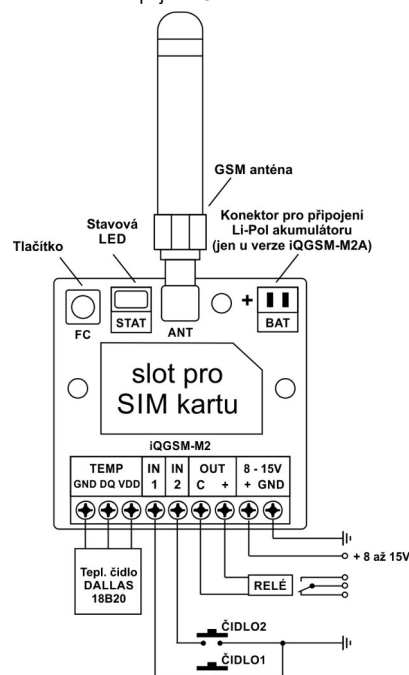 GSM anténa
Konektor pro připojení
Li-Pol akumulátoru
(jen u verze iQGSM-M2A)
Stavová
LED
Tlačítko
FC
STAT
ANT
+
BAT
slot pro
SIM kartu
iQGSM-M2
TEMP IN IN OUT 8 - 15V
GND DQ VDD 1 2 C + + GND
+ 8 až 15V
Tepl. čidlo
DALLAS
18B20
RELÉ
ČIDLO2
ČIDLO1